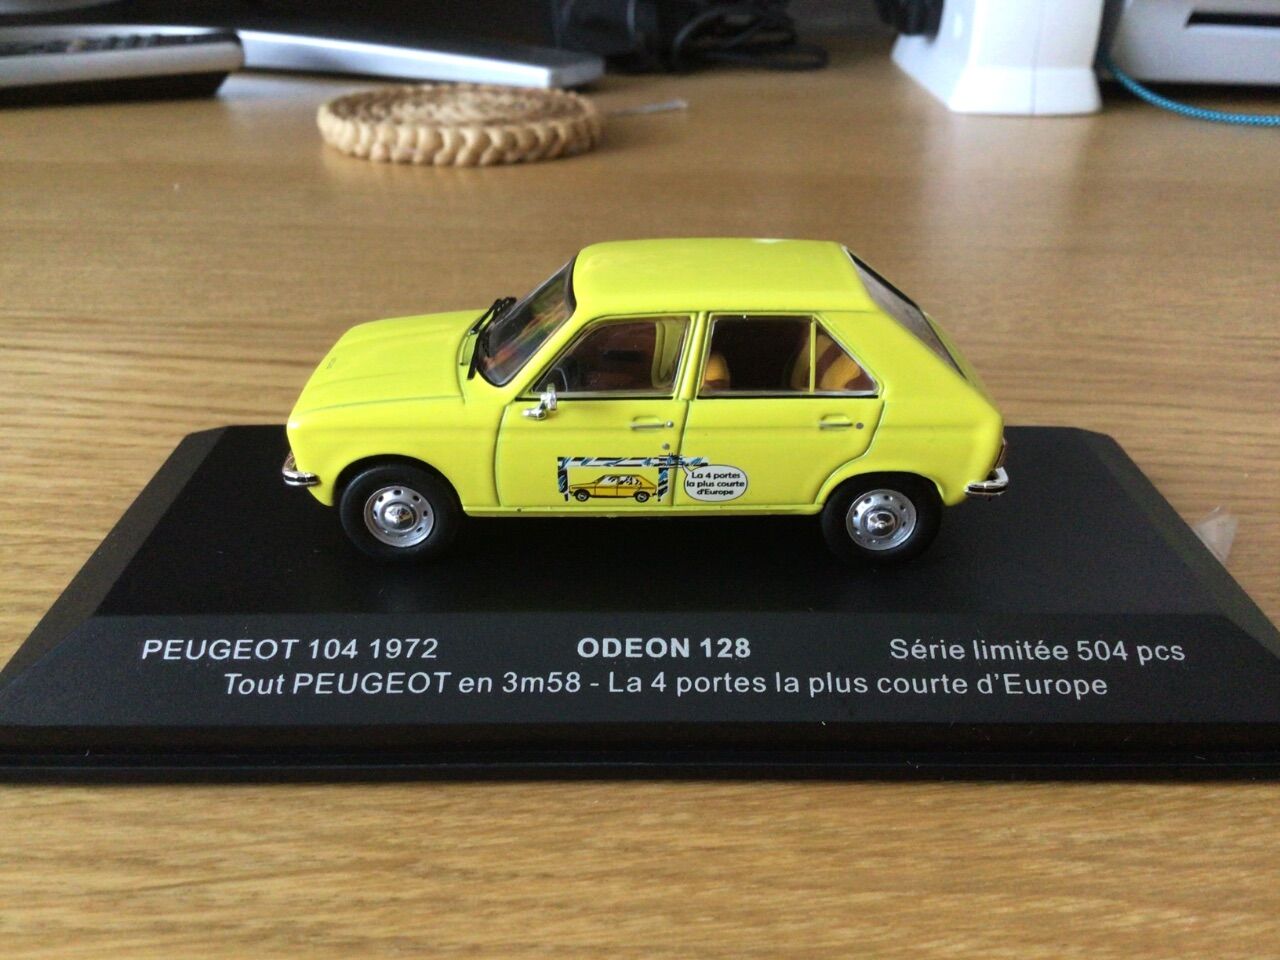 La 4 portes
la plus courte
d'Europe
PEUGEOT 104 1972 ODEON 128 Série limitée 504 pcs
Tout PEUGEOT en 3m58 - La 4 portes la plus courte d'Europe